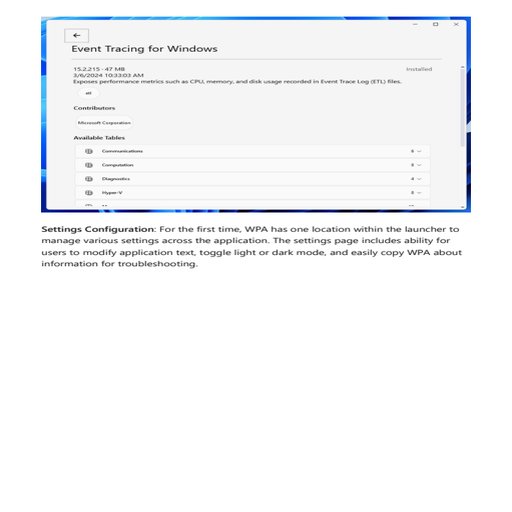 Event Tracing for Windows
15.2.215 - 47 MB
Installed
3/6/2024 10:33:03 AM
Exposes performance metrics such as CPU, memory, and disk usage recorded in Event Trace Log (ETL) files.
etl
Contributors
Microsoft Corporation
Available Tables
Communications
Computation
Diagnostics 4
Hyper-V
Settings Configuration: For the first time, WPA has one location within the launcher to
manage various settings across the application. The settings page includes ability for
users to modify application text, toggle light or dark mode, and easily copy WPA about
information for troubleshooting.